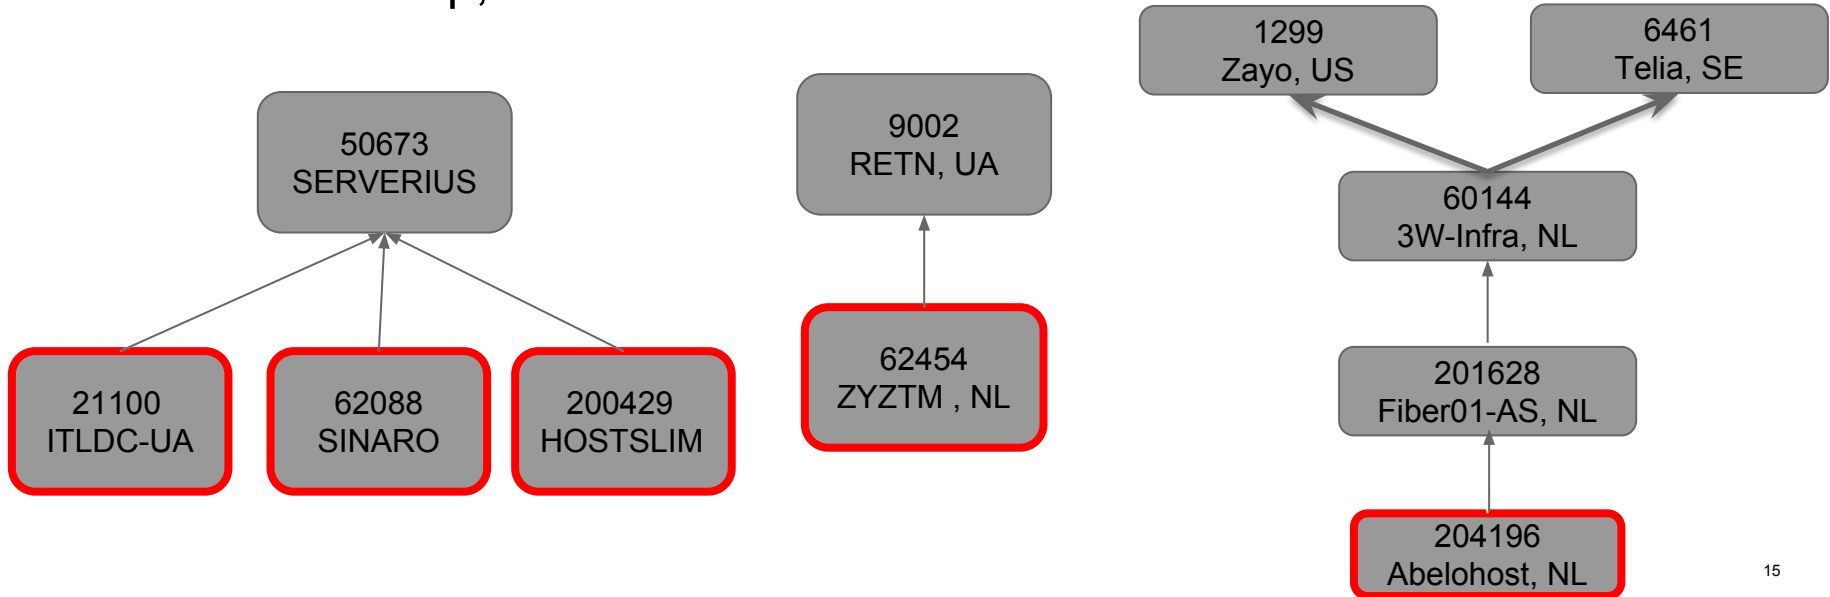 50673
SERVERIUS
21100
ITLDC-UA
62088
SINARO
200429
HOSTSLIM
9002
RETN, UA
62454
ZYZTM , NL
1299
Zayo, US
6461
Telia, SE
60144
3W-Infra, NL
201628
Fiber01-AS, NL
204196
Abelohost, NL
15